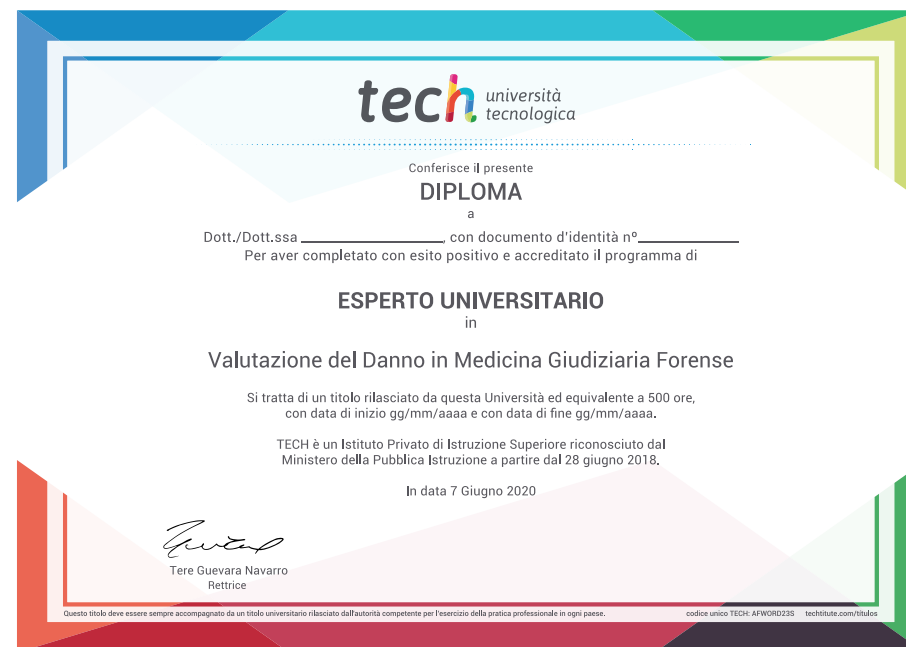 tech università
tecnologica
Conferisce il presente
DIPLOMA
a
Dott./Dott.ssa ____________________, con documento d'identità nº______________
Per aver completato con esito positivo e accreditato il programma di
ESPERTO UNIVERSITARIO
in
Valutazione del Danno in Medicina Giudiziaria Forense
Si tratta di un titolo rilasciato da questa Università ed equivalente a 500 ore,
con data di inizio gg/mm/aaaa e con data di fine gg/mm/aaaa.
TECH è un Istituto Privato di Istruzione Superiore riconosciuto dal
Ministero della Pubblica Istruzione a partire dal 28 giugno 2018.
In data 7 Giugno 2020
Tere Guevara Navarro
Rettrice
Questo titolo deve essere sempre accompagnato da un titolo universitario rilasciato dall'autorità competente per l'esercizio della pratica professionale in ogni paese. codice unico TECH: AFWORD23S techtitute.com/titulos